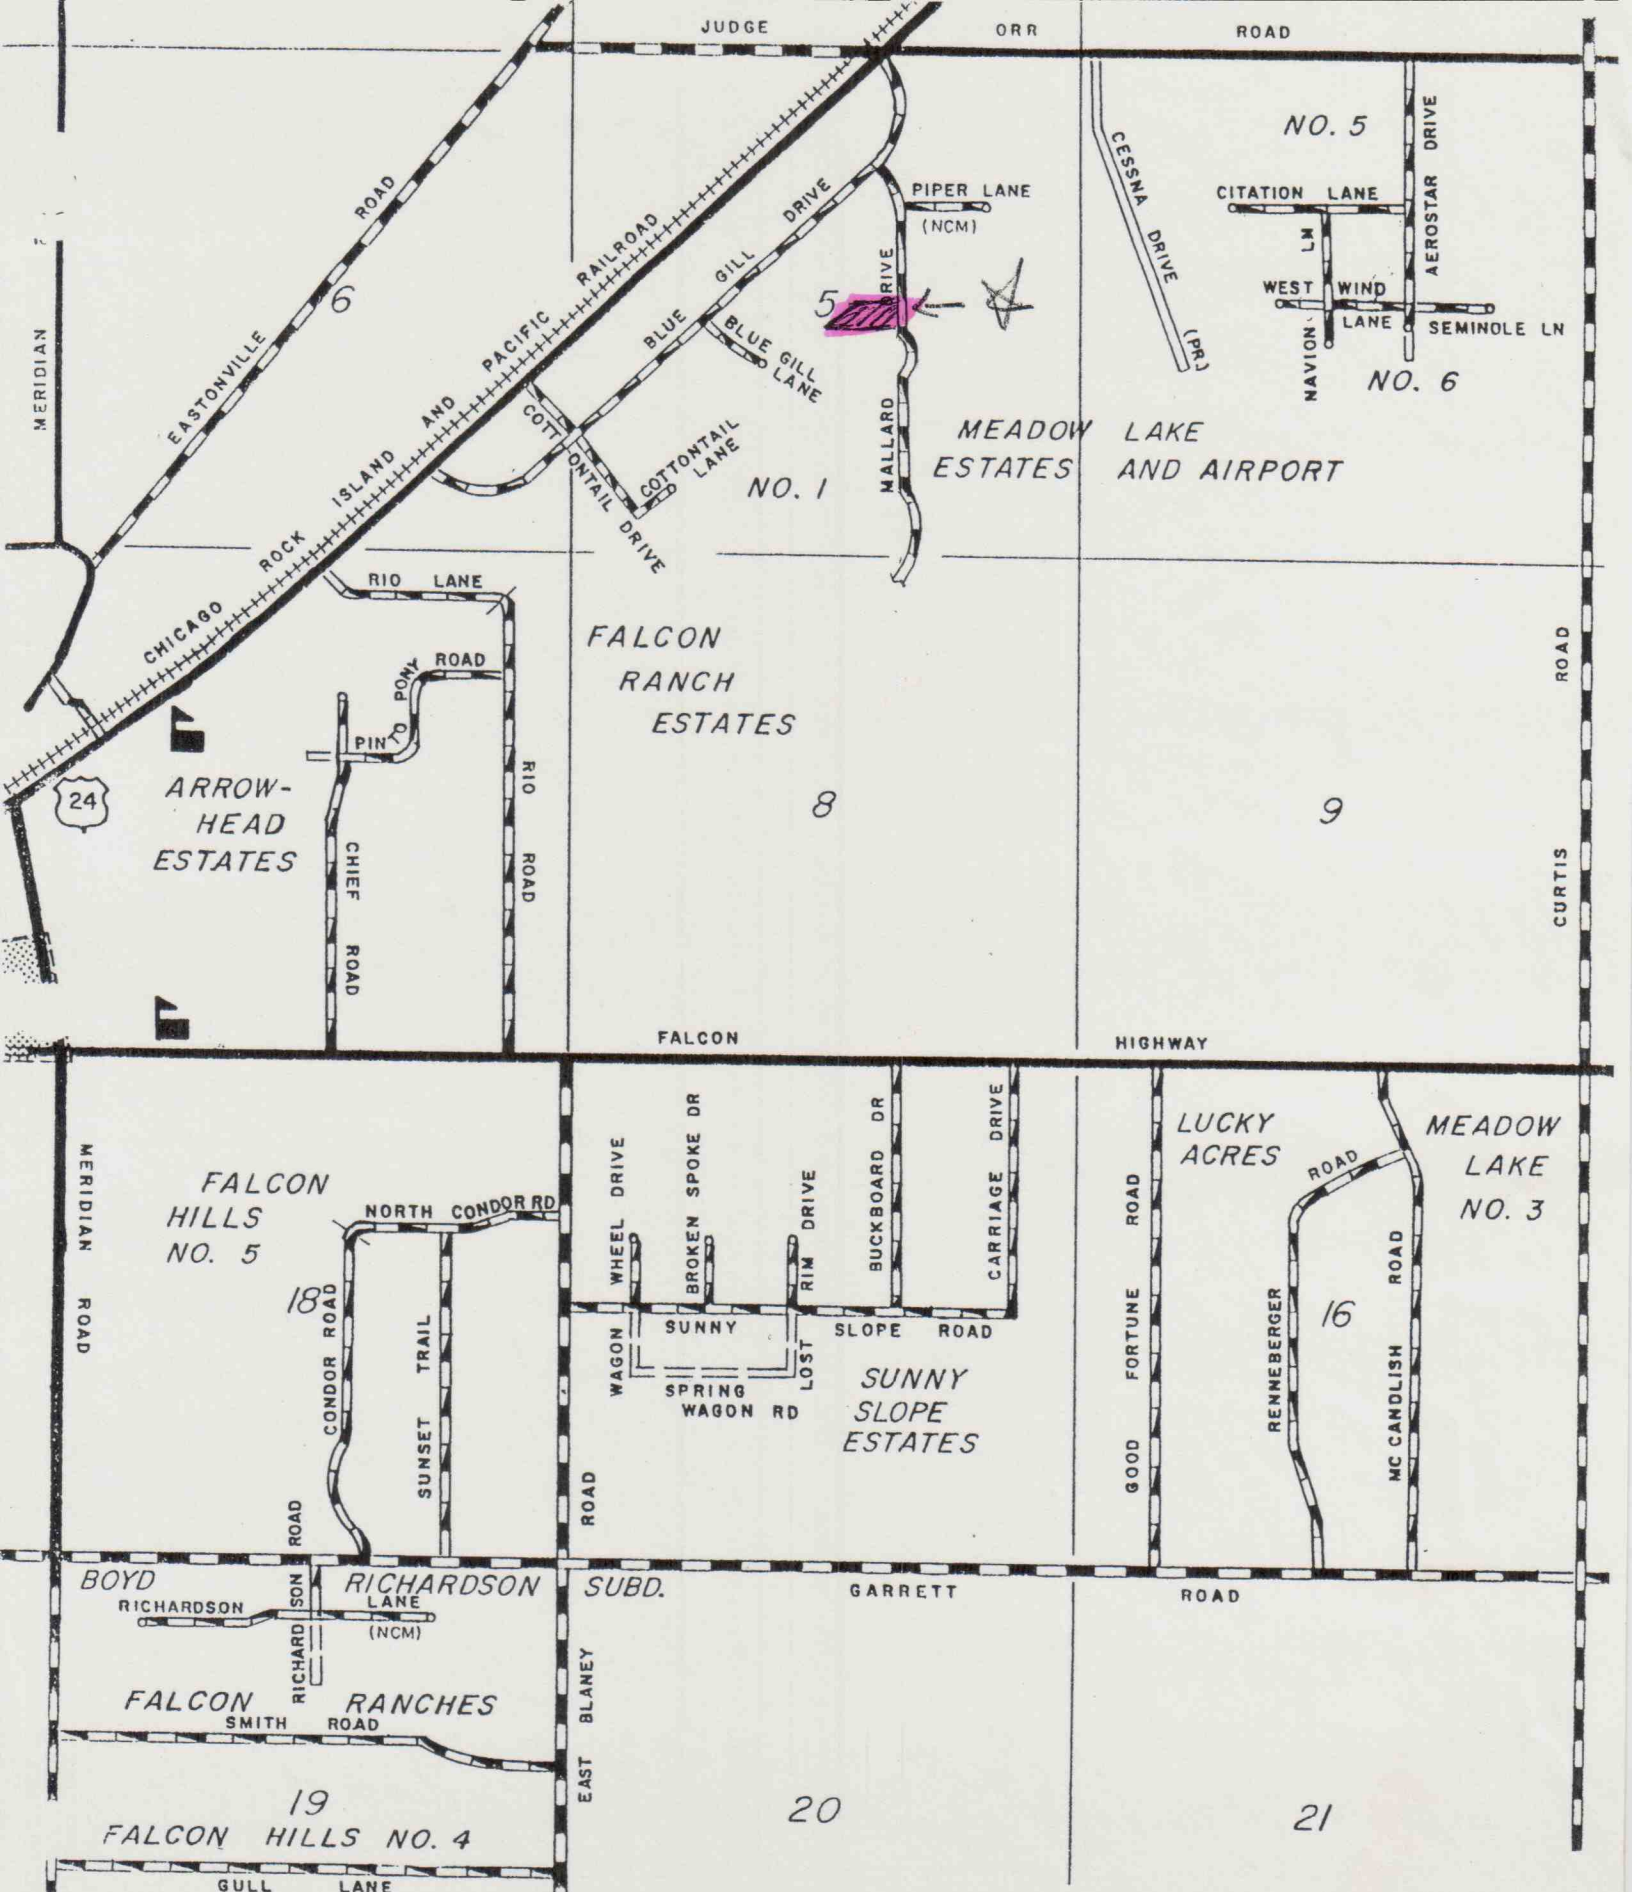 JUDGE ORR ROAD
EASTONVILLE ROAD
6
MERIDIAN
CHICAGO ROCK ISLAND AND PACIFIC RAILROAD
BLUE GILL DRIVE
BLUE GILL
LANE
PIPER LANE
(NCM)
5
MALLARD DRIVE
CESSNA DRIVE (PR.)
NO. 5
CITATION LANE
AEROSTAR DRIVE
NAVION LN
WEST WIND
LANE
SEMINOLE LN
NO. 6
COTTONTAIL DRIVE
COTTONTAIL
LANE
NO. 1
MEADOW LAKE
ESTATES AND AIRPORT
RIO LANE
PINTO PONY ROAD
RIO ROAD
CHIEF ROAD
24
ARROW-
HEAD
ESTATES
FALCON
RANCH
ESTATES
8
9
CURTIS ROAD
FALCON HIGHWAY
MERIDIAN ROAD
FALCON
HILLS
NO. 5
18
NORTH CONDOR RD
CONDOR ROAD
SUNSET TRAIL
WAGON WHEEL DRIVE
BROKEN SPOKE DR
LOST RIM DRIVE
BUCKBOARD DR
CARRIAGE DRIVE
SUNNY SLOPE ROAD
SPRING
WAGON RD
SUNNY
SLOPE
ESTATES
GOOD FORTUNE ROAD
LUCKY
ACRES
RENNEBERGER ROAD
16
MC CANDLISH ROAD
MEADOW
LAKE
NO. 3
BOYD RICHARDSON SUBD.
GARRETT ROAD
RICHARDSON LANE
(NCM)
RICHARDSON ROAD
FALCON RANCHES
SMITH ROAD
EAST BLANEY ROAD
19
FALCON HILLS NO. 4
GULL LANE
20
21